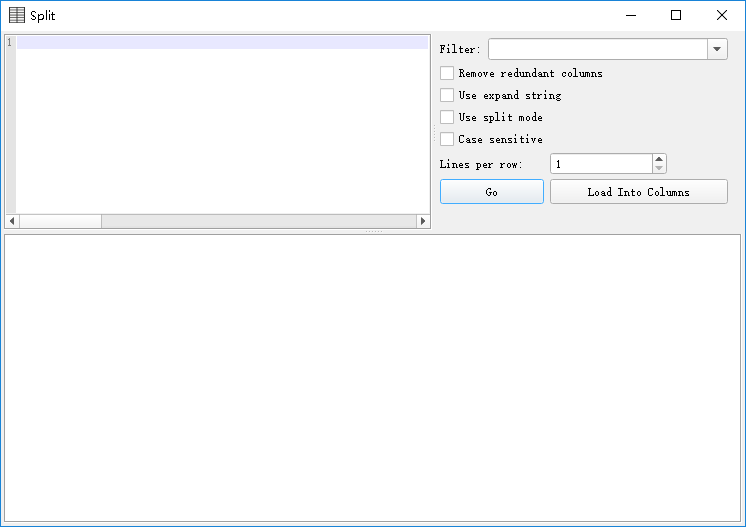 Split
1
Filter:
Remove redundant columns
Use expand string
Use split mode
Case sensitive
Lines per row: 1
Go Load Into Columns